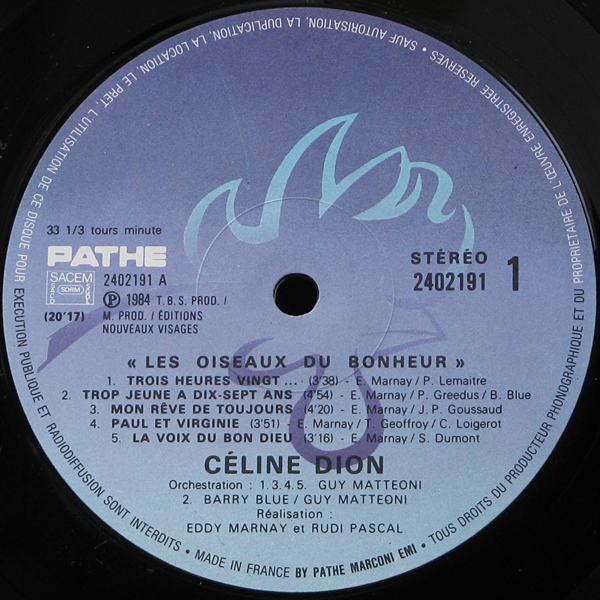 33 1/3 tours minute
PATHE
SACEM
SDRM
2402191 A
Ⓟ 1984 T.B.S. PROD. /
(20'17) M. PROD. / ÉDITIONS
NOUVEAUX VISAGES
STÉRÉO
2402191 1
« LES OISEAUX DU BONHEUR »
1. TROIS HEURES VINGT ... (3'38) - E. Marnay / P. Lemaitre
2. TROP JEUNE A DIX-SEPT ANS (4'54) - E. Marnay / P. Greedus / B. Blue
3. MON RÊVE DE TOUJOURS (4'20) - E. Marnay / J. P. Goussaud
4. PAUL ET VIRGINIE (3'51) - E. Marnay / T. Geoffroy / C. Loigerot
5. LA VOIX DU BON DIEU (3'16) - E. Marnay / S. Dumont
CÉLINE DION
Orchestration : 1.3.4.5. GUY MATTEONI
2. BARRY BLUE / GUY MATTEONI
Réalisation :
EDDY MARNAY et RUDI PASCAL
• TOUS DROITS DU PRODUCTEUR PHONOGRAPHIQUE ET DU PROPRIETAIRE DE L'ŒUVRE ENREGISTREE RESERVES • SAUF AUTORISATION, LA DUPLICATION, LA LOCATION, LE PRET, L'UTILISATION DE CE DISQUE POUR EXECUTION PUBLIQUE ET RADIODIFFUSION SONT INTERDITS • MADE IN FRANCE BY PATHE MARCONI EMI